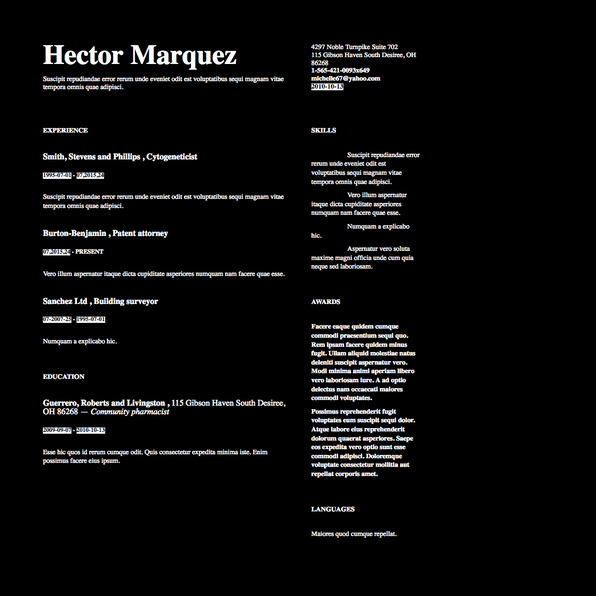 Hector Marquez
Suscipit repudiandae error rerum unde eveniet odit est voluptatibus sequi magnam vitae
tempora omnis quae adipisci.
EXPERIENCE
Smith, Stevens and Phillips , Cytogeneticist
1995-07-01 - 07.2015-24
Suscipit repudiandae error rerum unde eveniet odit est voluptatibus sequi magnam vitae
tempora omnis quae adipisci.
Burton-Benjamin , Patent attorney
07.2015-24 - PRESENT
Vero illum aspernatur itaque dicta cupiditate asperiores numquam nam facere quae esse.
Sanchez Ltd , Building surveyor
07-2007-22 - 1995-07-01
Numquam a explicabo hic.
EDUCATION
Guerrero, Roberts and Livingston , 115 Gibson Haven South Desiree,
OH 86268 — Community pharmacist
2009-09-07 - 2010-10-13
Esse hic quos id rerum cumque odit. Quis consectetur expedita minima iste. Enim
possimus facere eius ipsum.
4297 Noble Turnpike Suite 702
115 Gibson Haven South Desiree, OH
86268
1-565-421-0093x649
michelle67@yahoo.com
2010-10-13
SKILLS
Suscipit repudiandae error
rerum unde eveniet odit est
voluptatibus sequi magnam vitae
tempora omnis quae adipisci.
Vero illum aspernatur
itaque dicta cupiditate asperiores
numquam nam facere quae esse.
Numquam a explicabo
hic.
Aspernatur vero soluta
maxime magni officia unde cum quia
neque sed laboriosam.
AWARDS
Facere eaque quidem cumque
commodi praesentium sequi quo.
Rem ipsam facere quidem minus
fugit. Ullam aliquid molestiae natus
deleniti suscipit aspernatur vero.
Modi minima animi aperiam libero
vero laboriosam iure. A ad optio
delectus nam occaecati maiores
commodi voluptates.
Possimus reprehenderit fugit
voluptates eum suscipit sequi dolor.
Atque labore eius reprehenderit
dolorum quaerat asperiores. Saepe
eos expedita vero optio sunt esse
commodi adipisci. Doloremque
voluptate consectetur mollitia aut
repellat corporis amet.
LANGUAGES
Maiores quod cumque repellat.